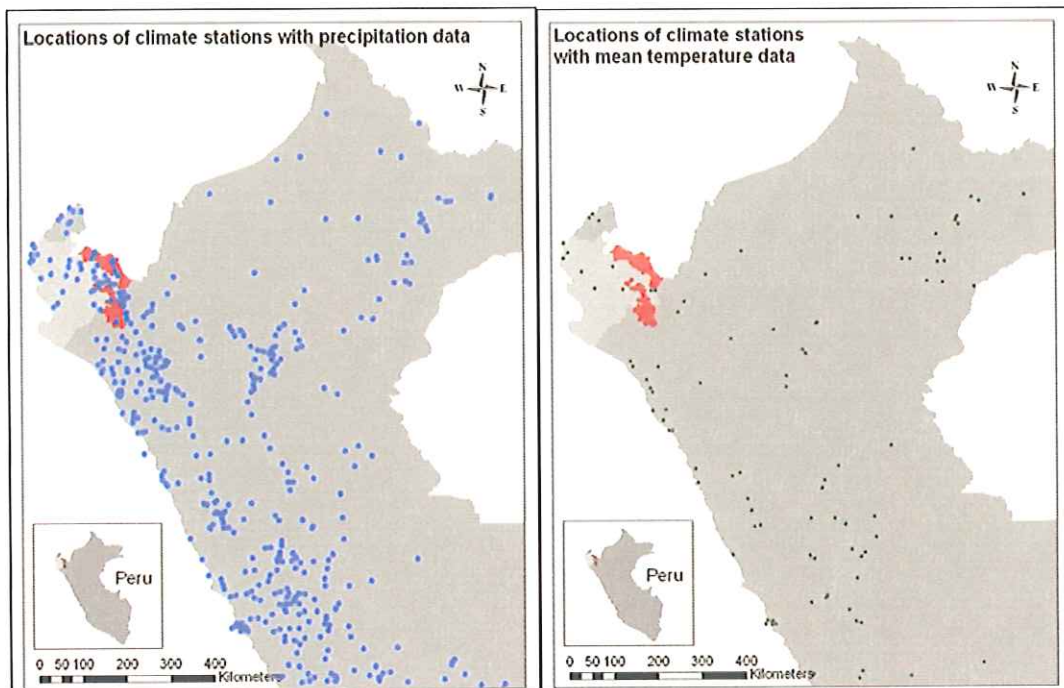 Locations of climate stations with precipitation data
N
W E
S
Peru
0 50 100 200 300 400
Kilometers
Locations of climate stations
with mean temperature data
N
W E
S
Peru
0 50 100 200 300 400
Kilometers